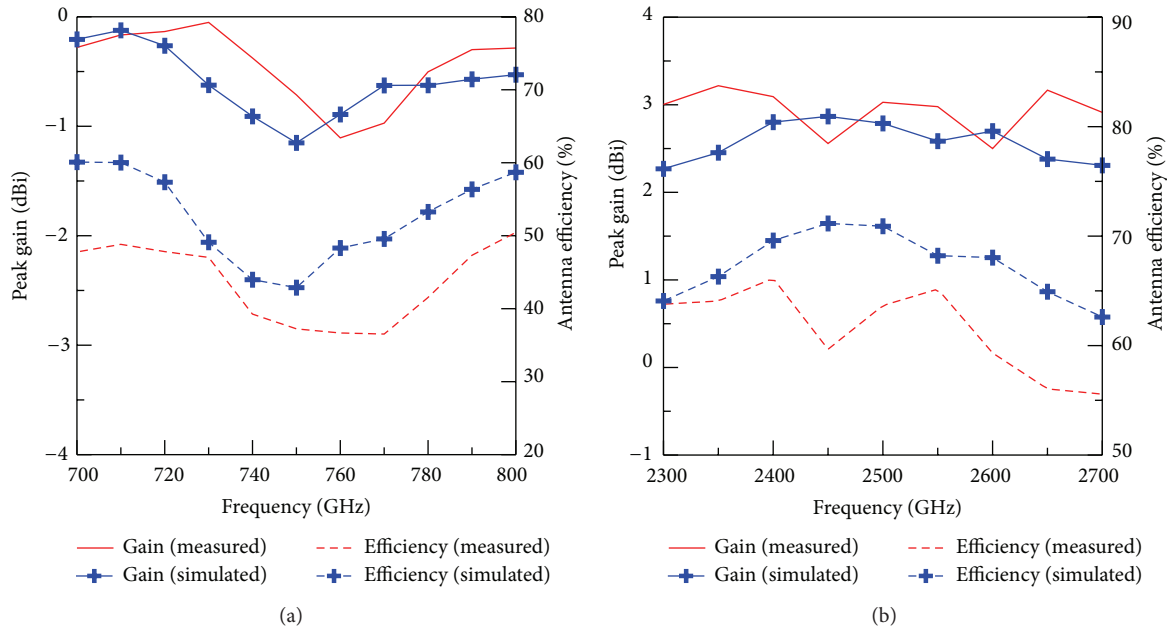 0
−1
−2
−3
−4
Peak gain (dBi)
80
70
60
50
40
30
20
Antenna efficiency (%)
700 720 740 760 780 800
Frequency (GHz)
Gain (measured) Efficiency (measured)
Gain (simulated) Efficiency (simulated)
(a)
4
3
2
1
0
−1
Peak gain (dBi)
90
80
70
60
50
Antenna efficiency (%)
2300 2400 2500 2600 2700
Frequency (GHz)
Gain (measured) Efficiency (measured)
Gain (simulated) Efficiency (simulated)
(b)